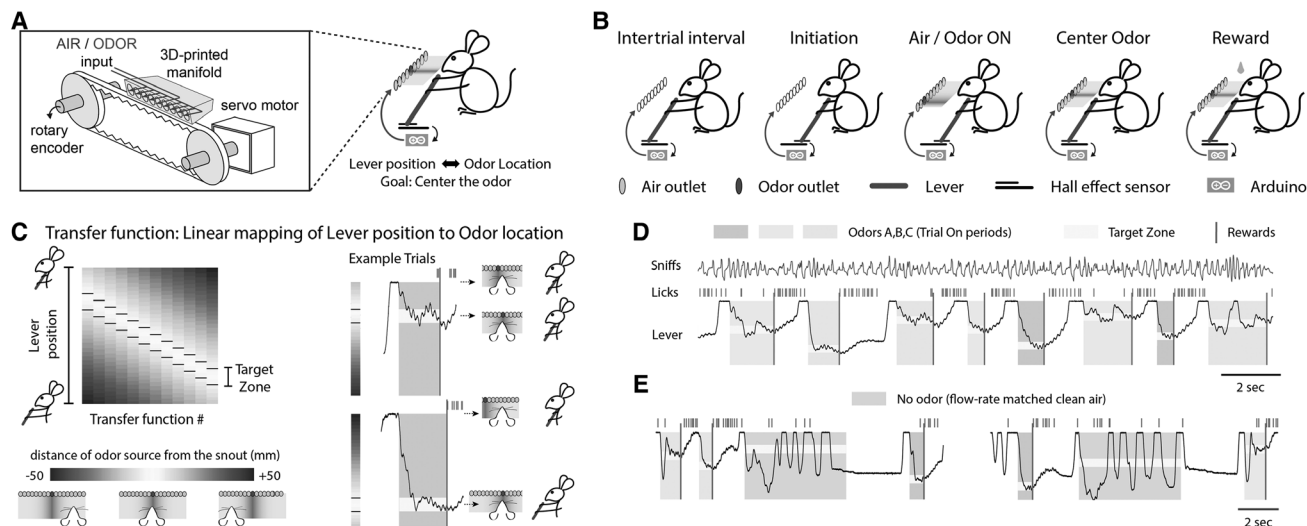 A
AIR / ODOR
input
3D-printed
manifold
servo motor
rotary
encoder
Lever position ⬌ Odor Location
Goal: Center the odor
B
Intertrial interval
Initiation
Air / Odor ON
Center Odor
Reward
Air outlet
Odor outlet
Lever
Hall effect sensor
Arduino
C
Transfer function: Linear mapping of Lever position to Odor location
Lever
position
Target
Zone
Transfer function #
distance of odor source from the snout (mm)
-50
+50
Example Trials
D
Odors A,B,C (Trial On periods)
Target Zone
Rewards
Sniffs
Licks
Lever
2 sec
E
No odor (flow-rate matched clean air)
2 sec